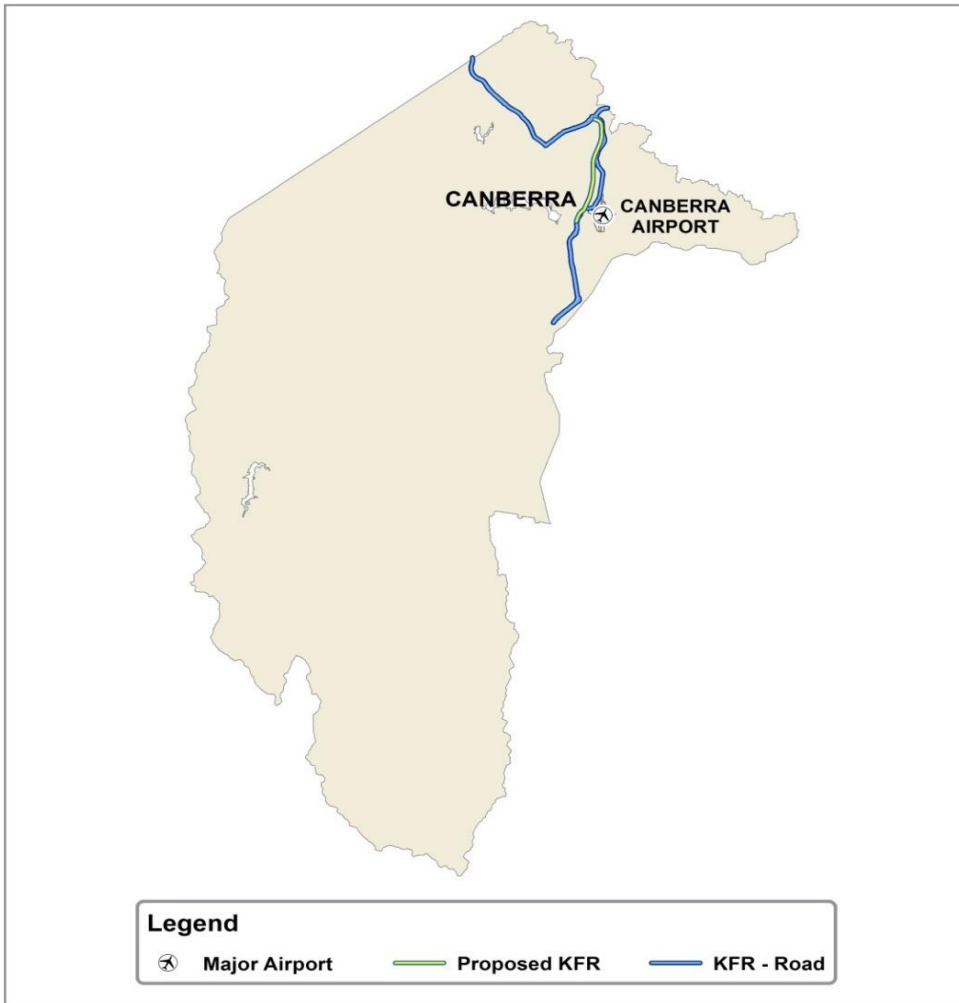 CANBERRA
CANBERRA
AIRPORT
Legend
Major Airport
Proposed KFR
KFR - Road